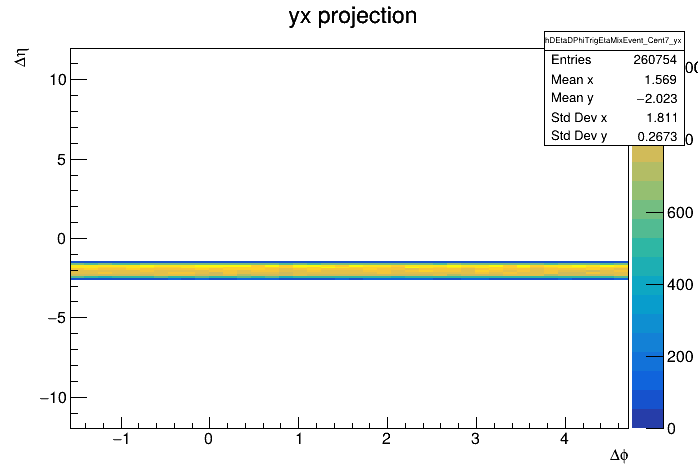 yx projection
hDEtaDPhiTrigEtaMixEvent_Cent7_yx
Entries 260754
Mean x 1.569
Mean y −2.023
Std Dev x 1.811
Std Dev y 0.2673
Δη
10
5
0
−5
−10
−1 0 1 2 3 4
Δϕ
600
400
200
0